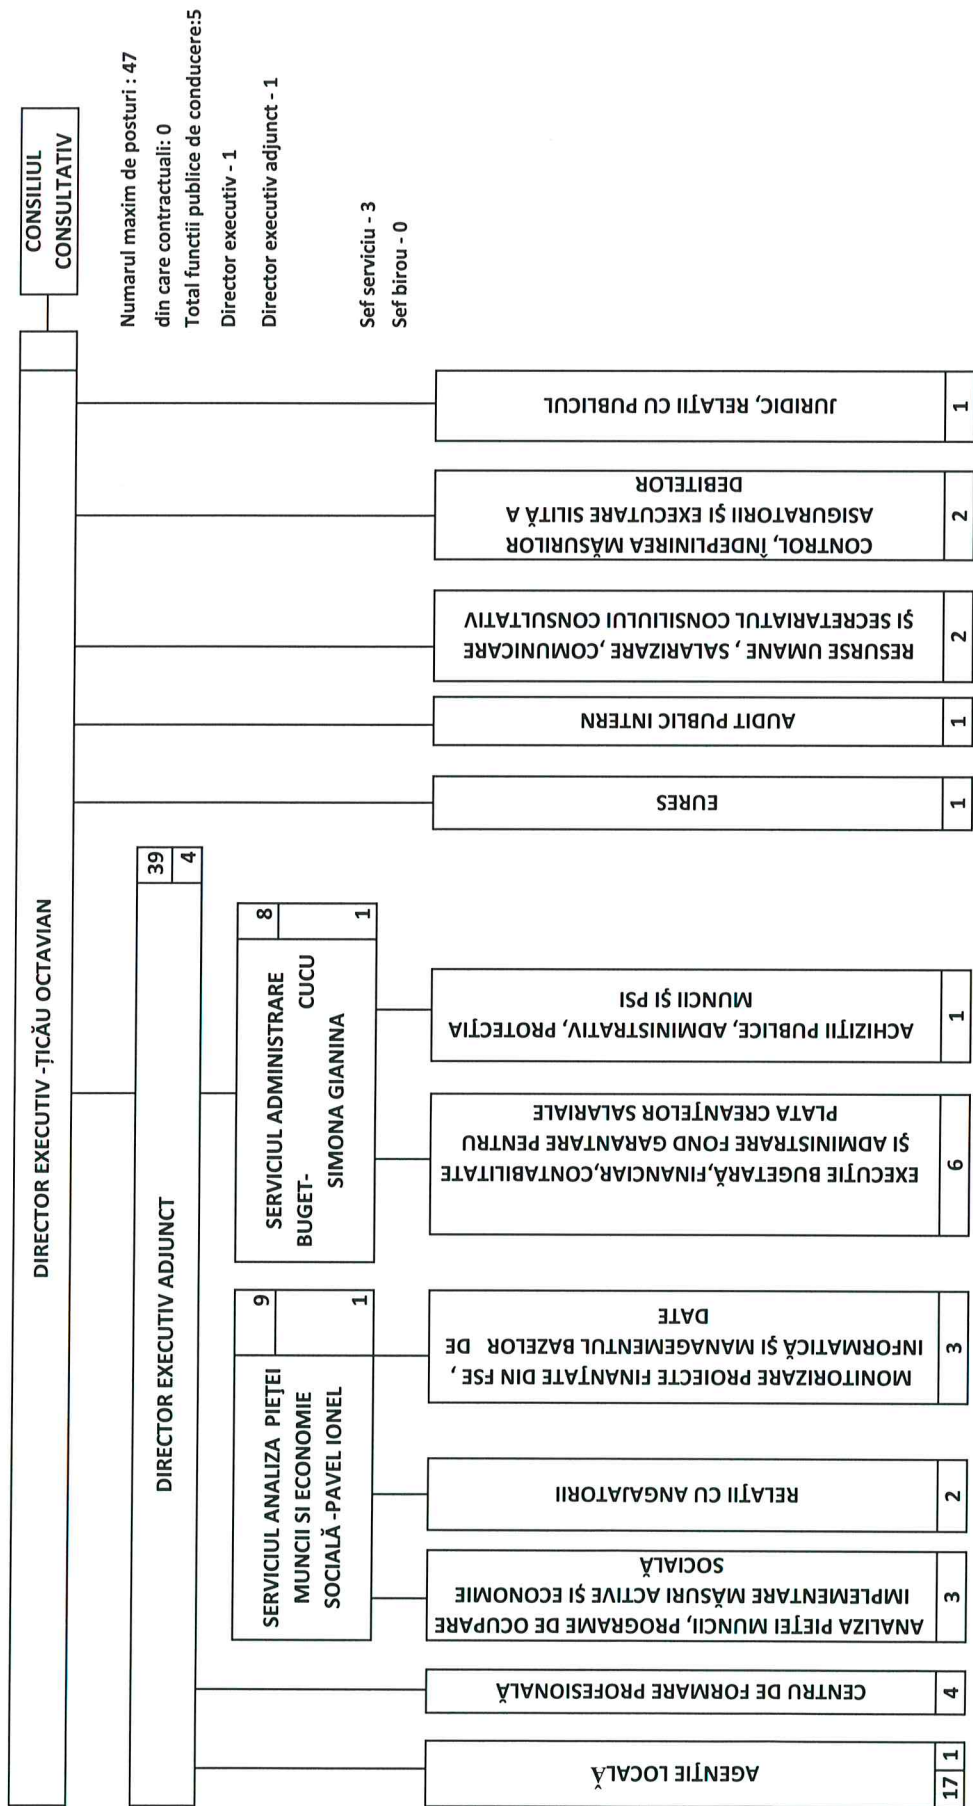 CONSILIUL
CONSULTATIV
DIRECTOR EXECUTIV -ȚICĂU OCTAVIAN
Numarul maxim de posturi : 47
din care contractuali: 0
Total functii publice de conducere:5
Director executiv - 1
Director executiv adjunct - 1
Sef serviciu - 3
Sef birou - 0
DIRECTOR EXECUTIV ADJUNCT
39
4
SERVICIUL ANALIZA PIEȚEI
MUNCII SI ECONOMIE
SOCIALĂ -PAVEL IONEL
9
1
SERVICIUL ADMINISTRARE
BUGET- CUCU
SIMONA GIANINA
8
1
AGENȚIE LOCALĂ
17 1
CENTRU DE FORMARE PROFESIONALĂ
4
ANALIZA PIEȚEI MUNCII, PROGRAME DE OCUPARE
IMPLEMENTARE MĂSURI ACTIVE ȘI ECONOMIE
SOCIALĂ
3
RELAȚII CU ANGAJATORII
2
MONITORIZARE PROIECTE FINANȚATE DIN FSE ,
INFORMATICĂ ȘI MANAGEMENTUL BAZELOR DE
DATE
3
EXECUȚIE BUGETARĂ,FINANCIAR,CONTABILITATE
ȘI ADMINISTRARE FOND GARANTARE PENTRU
PLATA CREANȚELOR SALARIALE
6
ACHIZIȚII PUBLICE, ADMINISTRATIV, PROTECȚIA
MUNCII ȘI PSI
1
EURES
1
AUDIT PUBLIC INTERN
1
RESURSE UMANE , SALARIZARE ,COMUNICARE
ȘI SECRETARIATUL CONSILIULUI CONSULTATIV
2
CONTROL, ÎNDEPLINIREA MĂSURILOR
ASIGURATORII ȘI EXECUTARE SILITĂ A
DEBITELOR
2
JURIDIC, RELAȚII CU PUBLICUL
1